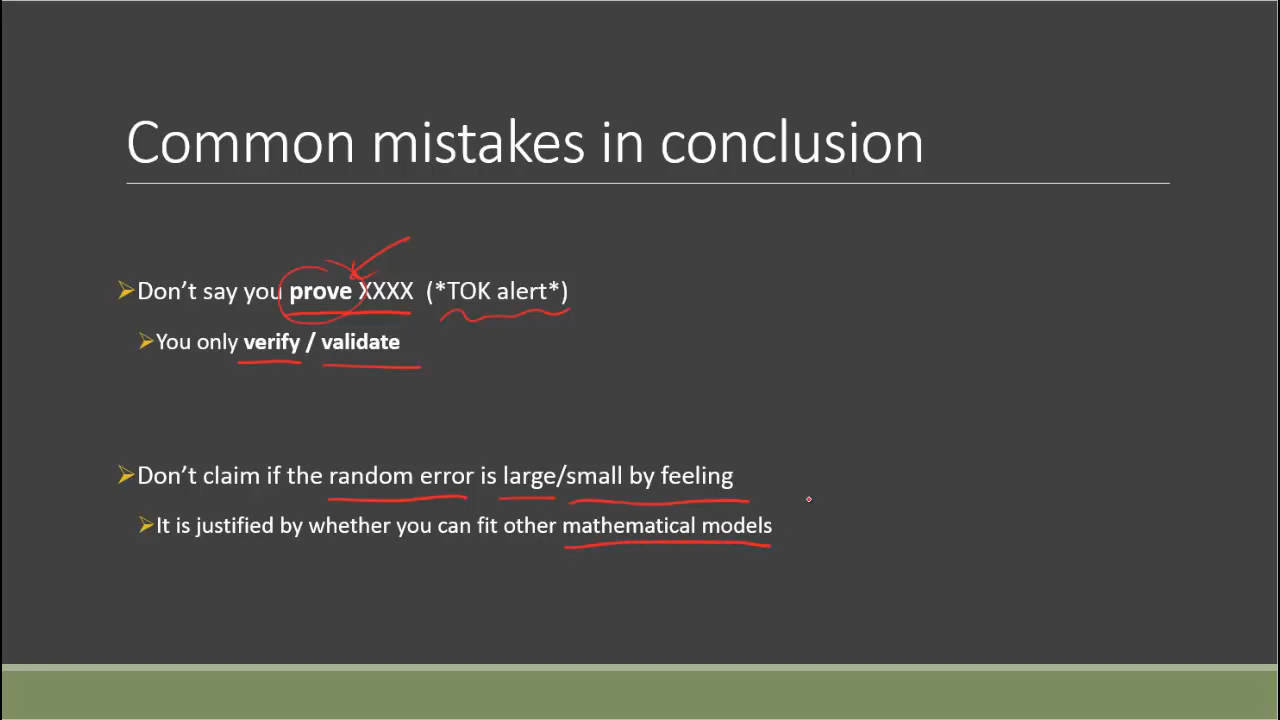 Common mistakes in conclusion
Don't say you prove XXXX (*TOK alert*)
You only verify / validate
Don't claim if the random error is large/small by feeling
It is justified by whether you can fit other mathematical models